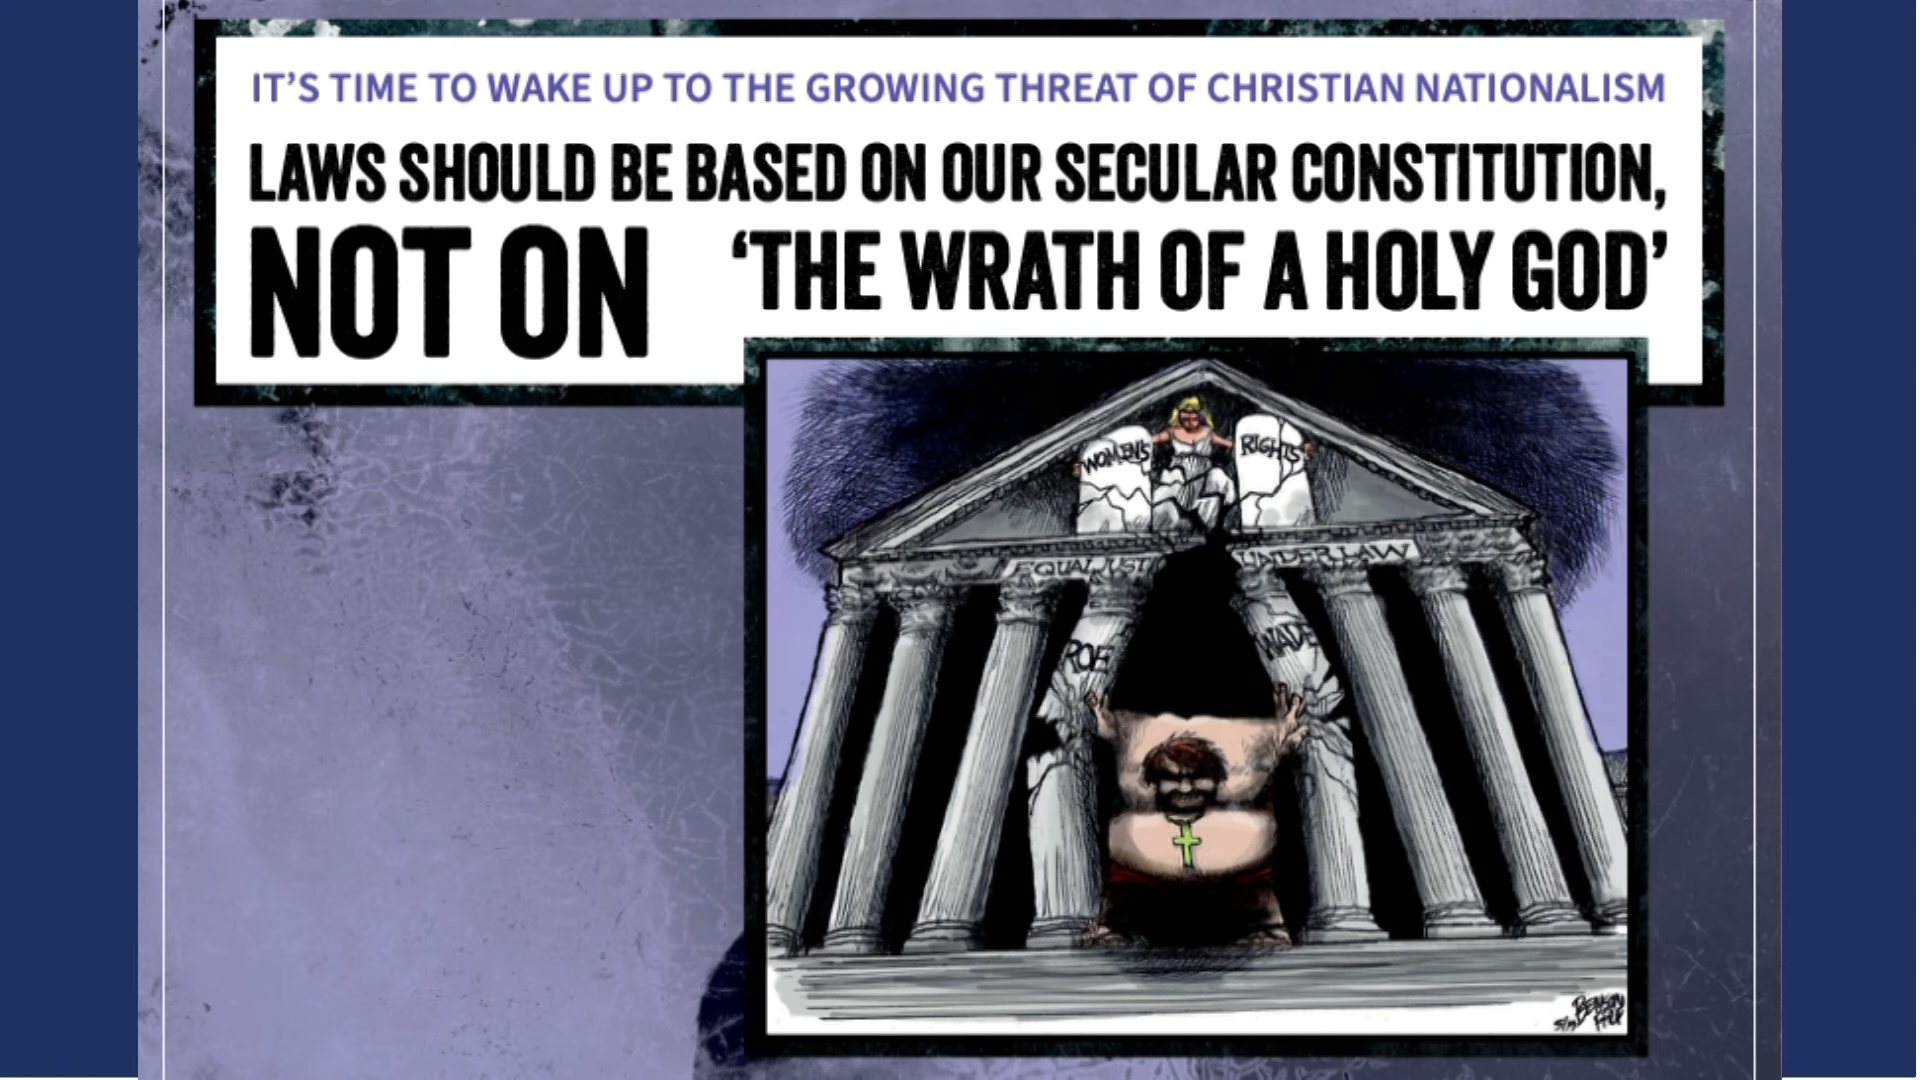 IT’S TIME TO WAKE UP TO THE GROWING THREAT OF CHRISTIAN NATIONALISM
LAWS SHOULD BE BASED ON OUR SECULAR CONSTITUTION,
NOT ON ‘THE WRATH OF A HOLY GOD’
WOMEN'S RIGHTS
EQUAL JUSTI UNDER LAW
ROE WADE